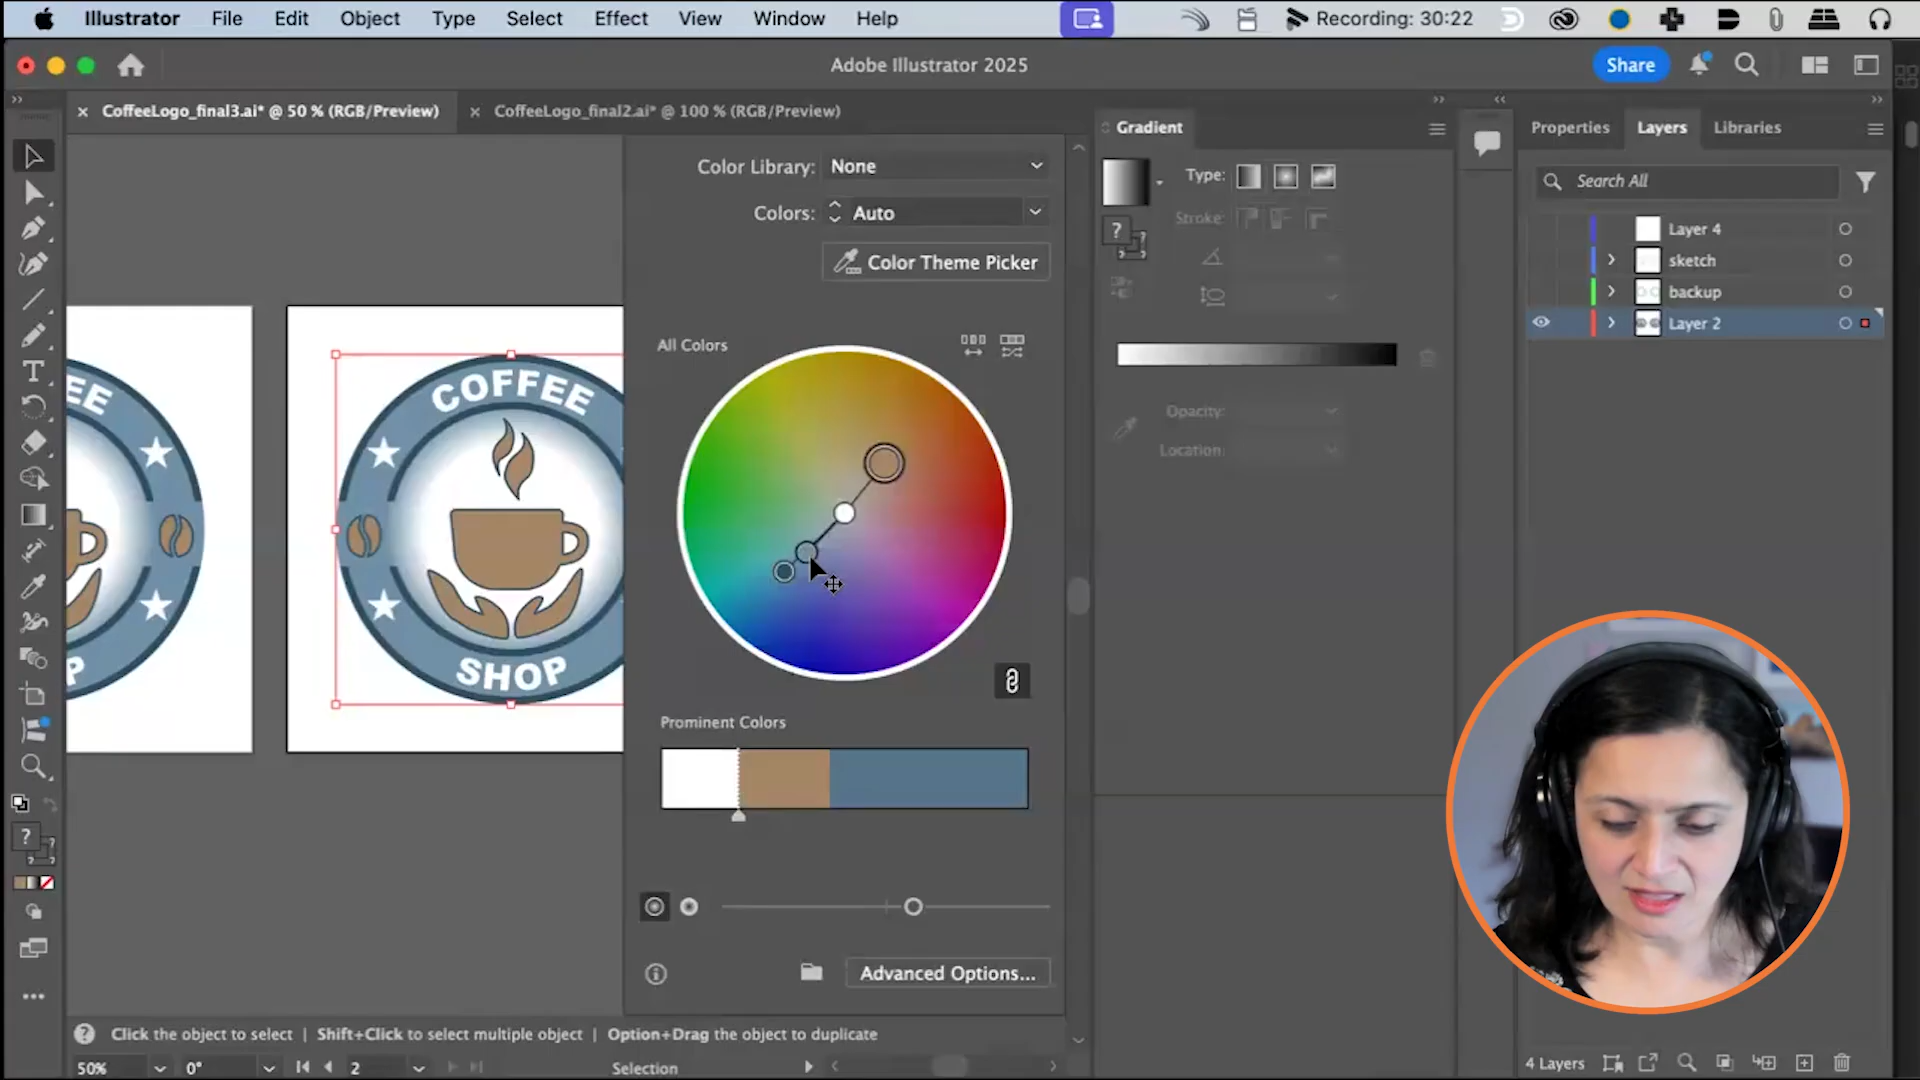 Illustrator File Edit Object Type Select Effect View Window Help
Recording: 30:22
Adobe Illustrator 2025
Share
CoffeeLogo_final3.ai* @ 50 % (RGB/Preview)
CoffeeLogo_final2.ai* @ 100 % (RGB/Preview)
Color Library: None
Colors: Auto
Color Theme Picker
All Colors
Prominent Colors
Advanced Options...
Gradient
Type:
Stroke:
Opacity:
Location:
Properties Layers Libraries
Search All
Layer 4
sketch
backup
Layer 2
4 Layers
EE
P
COFFEE
SHOP
Click the object to select | Shift+Click to select multiple object | Option+Drag the object to duplicate
50% 0° 2 Selection